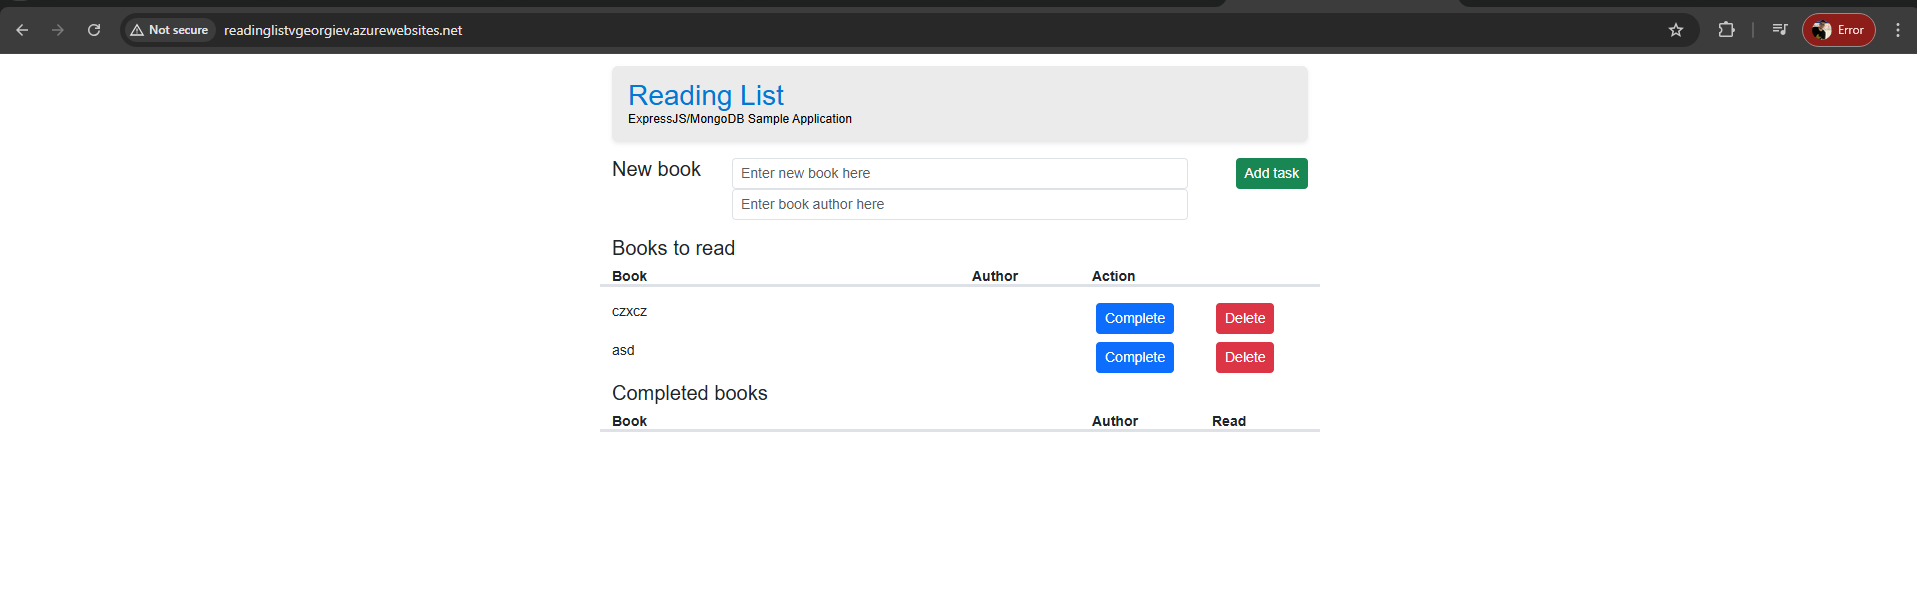 Not secure readinglistvgeorgiev.azurewebsites.net Error
Reading List
ExpressJS/MongoDB Sample Application
New book Enter new book here Add task
Enter book author here
Books to read
Book Author Action
czxcz Complete Delete
asd Complete Delete
Completed books
Book Author Read